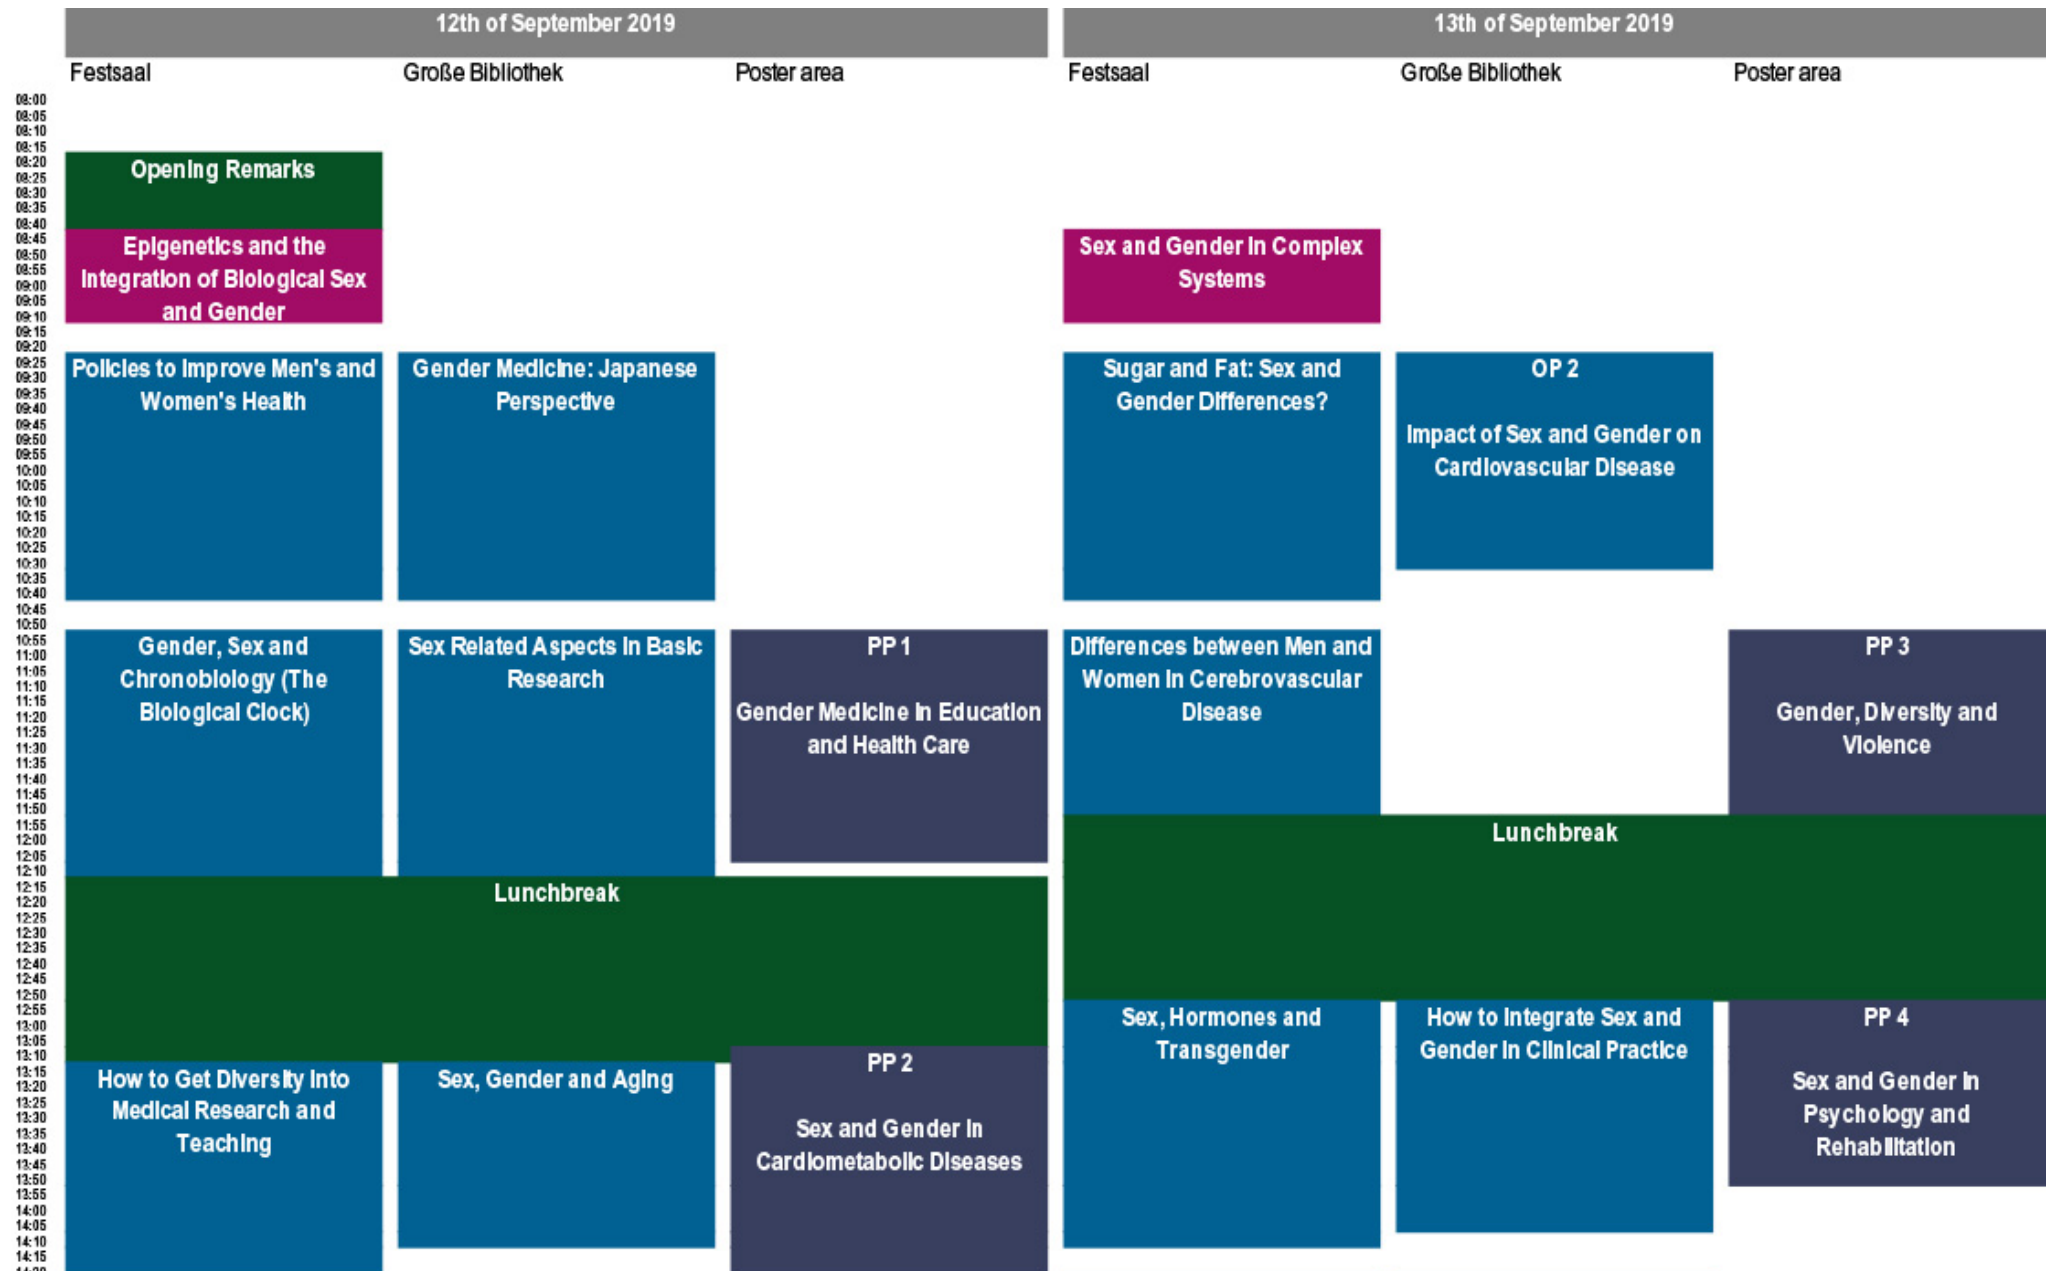 12th of September 2019
13th of September 2019
Festsaal
Große Bibliothek
Poster area
Festsaal
Große Bibliothek
Poster area
08:00
08:05
08:10
08:15
08:20
08:25
08:30
08:35
08:40
08:45
08:50
08:55
09:00
09:05
09:10
09:15
09:20
09:25
09:30
09:35
09:40
09:45
09:50
09:55
10:00
10:05
10:10
10:15
10:20
10:25
10:30
10:35
10:40
10:45
10:50
10:55
11:00
11:05
11:10
11:15
11:20
11:25
11:30
11:35
11:40
11:45
11:50
11:55
12:00
12:05
12:10
12:15
12:20
12:25
12:30
12:35
12:40
12:45
12:50
12:55
13:00
13:05
13:10
13:15
13:20
13:25
13:30
13:35
13:40
13:45
13:50
13:55
14:00
14:05
14:10
14:15
Opening Remarks
Epigenetics and the
Integration of Biological Sex
and Gender
Policies to Improve Men's and
Women's Health
Gender, Sex and
Chronobiology (The
Biological Clock)
Gender Medicine: Japanese
Perspective
Sex Related Aspects in Basic
Research
PP 1
Gender Medicine in Education
and Health Care
Lunchbreak
How to Get Diversity into
Medical Research and
Teaching
Sex, Gender and Aging
PP 2
Sex and Gender in
Cardiometabolic Diseases
Sex and Gender in Complex
Systems
Sugar and Fat: Sex and
Gender Differences?
OP 2
Impact of Sex and Gender on
Cardiovascular Disease
Differences between Men and
Women in Cerebrovascular
Disease
PP 3
Gender, Diversity and
Violence
Lunchbreak
Sex, Hormones and
Transgender
How to Integrate Sex and
Gender in Clinical Practice
PP 4
Sex and Gender in
Psychology and
Rehabilitation